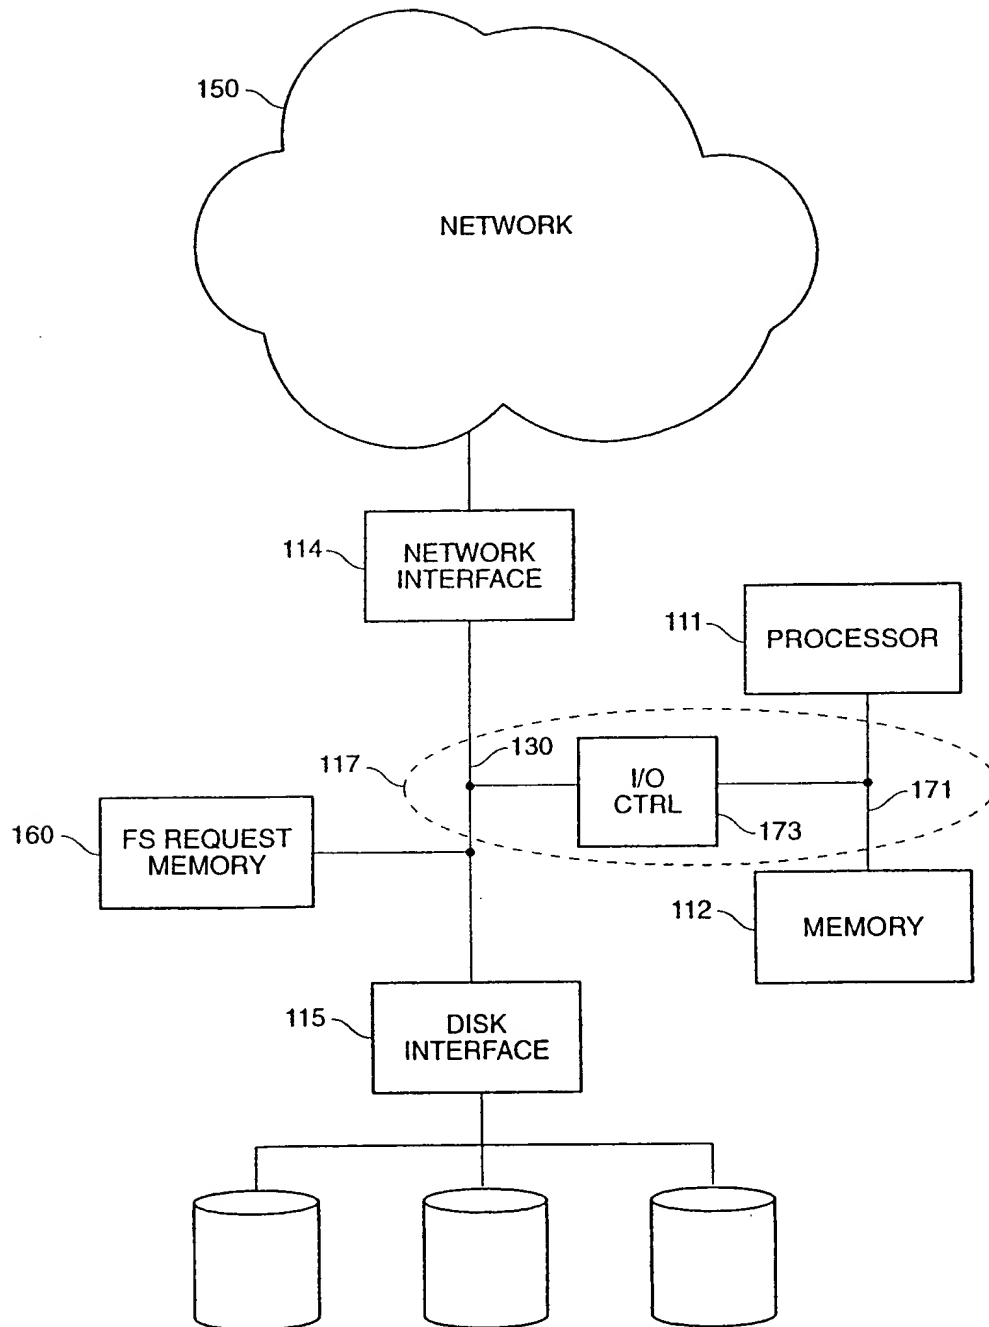 150
NETWORK
114
NETWORK
INTERFACE
111
PROCESSOR
117
130
I/O
CTRL
171
173
160
FS REQUEST
MEMORY
112
MEMORY
115
DISK
INTERFACE